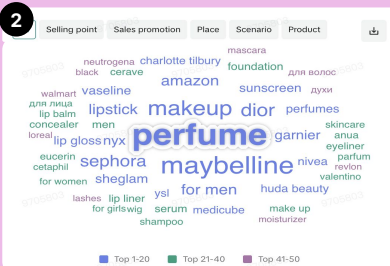 2
Selling point Sales promotion Place Scenario Product
mascara
neutrogena charlotte tilbury foundation
black cerave для волос
amazon
walmart vaseline sunscreen духи
для лица
lip balm lipstick makeup dior perfumes
concealer men skincare
loreal lip gloss nyx perfume garnier anua
eyeliner
eucerin sephora maybelline nivea parfum
cetaphil revlon
for women sheglam valentino
ysl for men huda beauty
lashes lip liner
for girls wig serum medicube make up
shampoo moisturizer
Top 1-20 Top 21-40 Top 41-50